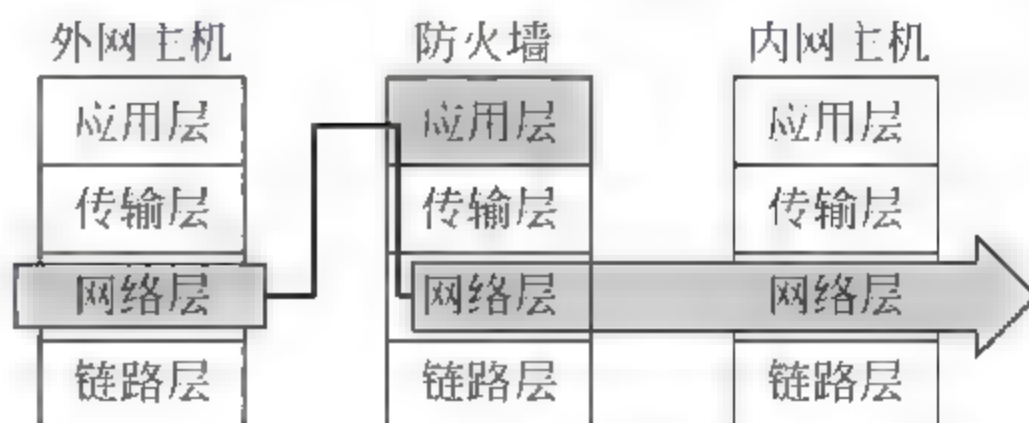 外网主机 防火墙 内网主机
应用层 应用层 应用层
传输层 传输层 传输层
网络层 网络层 网络层
链路层 链路层 链路层